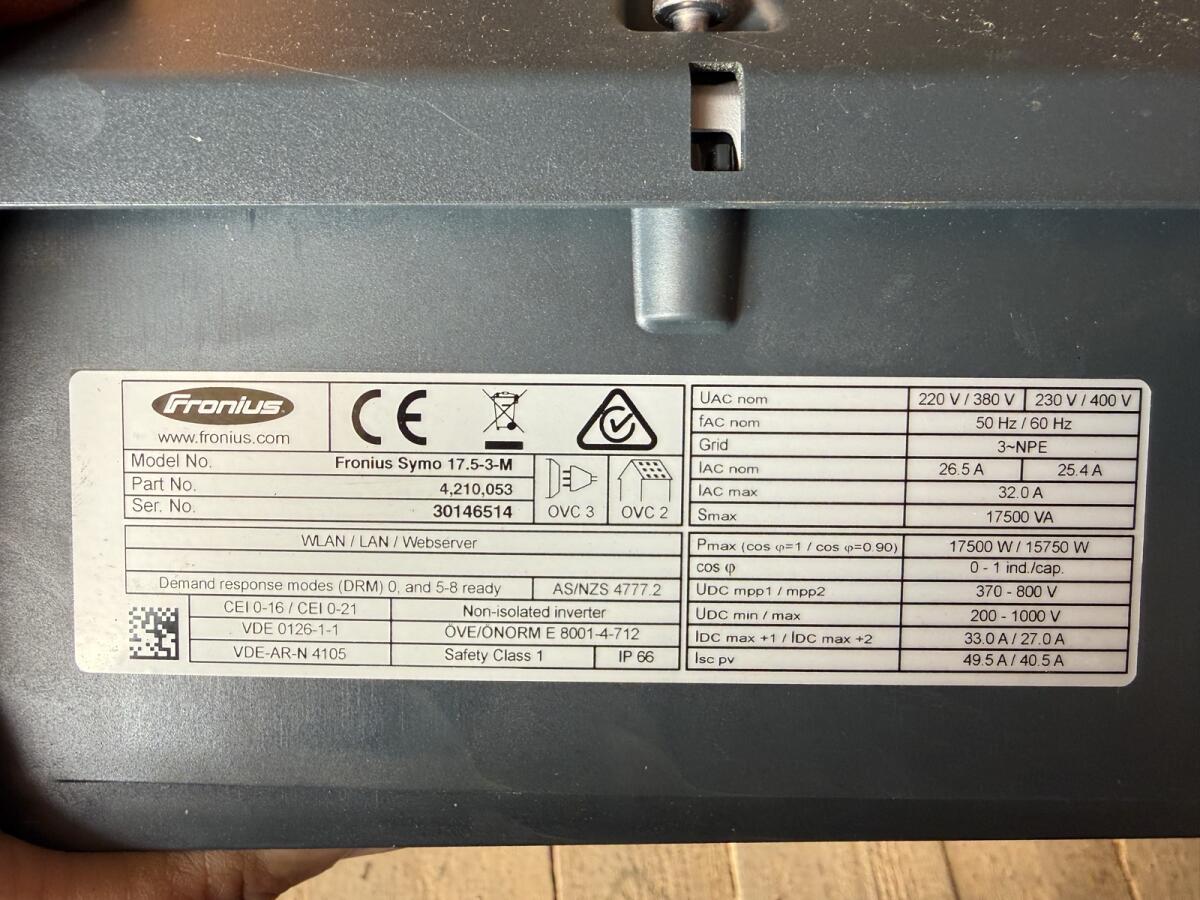 Fronius
www.fronius.com
CE
Model No. Fronius Symo 17.5-3-M
Part No. 4,210,053
Ser. No. 30146514
OVC 3 OVC 2
WLAN / LAN / Webserver
Demand response modes (DRM) 0, and 5-8 ready AS/NZS 4777.2
CEI 0-16 / CEI 0-21 Non-isolated inverter
VDE 0126-1-1 ÖVE/ÖNORM E 8001-4-712
VDE-AR-N 4105 Safety Class 1 IP 66
UAC nom 220 V / 380 V 230 V / 400 V
fAC nom 50 Hz / 60 Hz
Grid 3~NPE
IAC nom 26.5 A 25.4 A
IAC max 32.0 A
Smax 17500 VA
Pmax (cos φ=1 / cos φ=0.90) 17500 W / 15750 W
cos φ 0 - 1 ind./cap.
UDC mpp1 / mpp2 370 - 800 V
UDC min / max 200 - 1000 V
IDC max +1 / IDC max +2 33.0 A / 27.0 A
Isc pv 49.5 A / 40.5 A